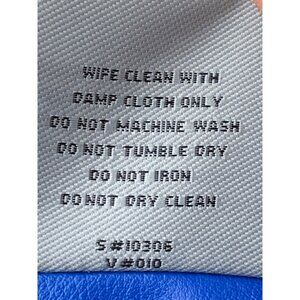 WIPE CLEAN WITH
DAMP CLOTH ONLY
DO NOT MACHINE WASH
DO NOT TUMBLE DRY
DO NOT IRON
DO NOT DRY CLEAN
S #10306
V #010